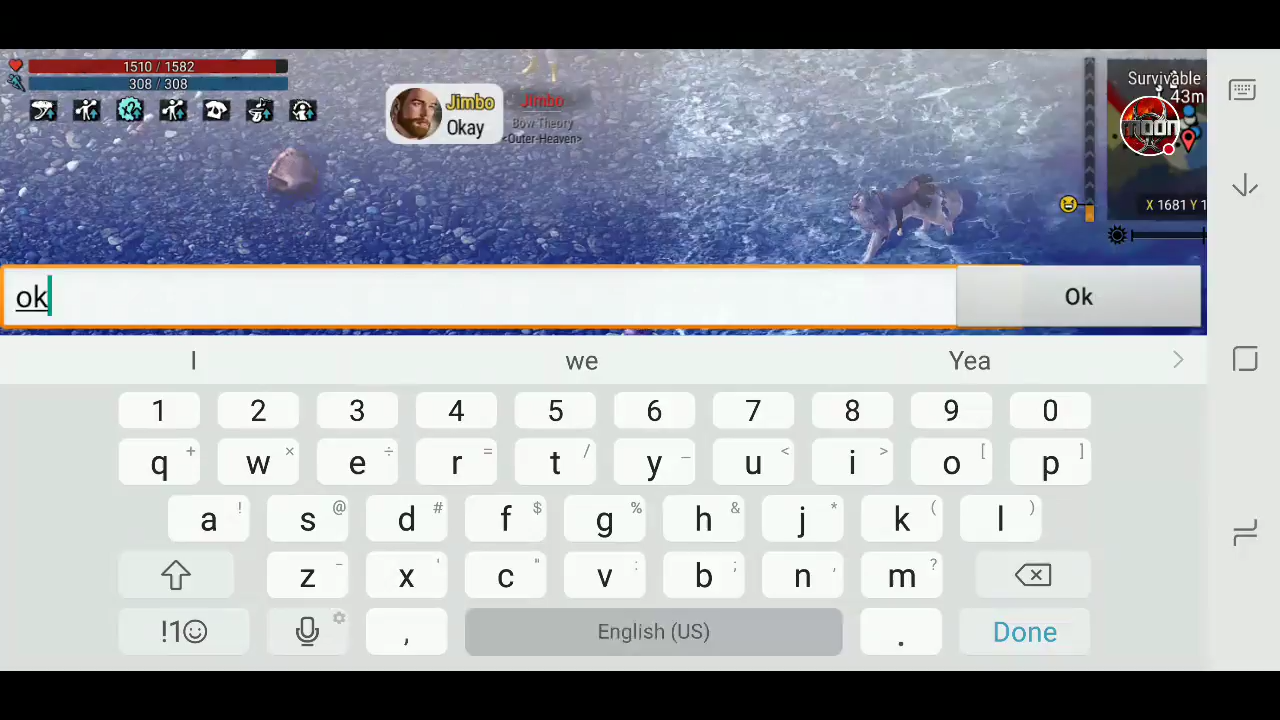 1510 / 1582
308 / 308
Jimbo
Okay
Jimbo
Bow Theory
<Outer-Heaven>
Survivable
43m
X 1681 Y 1
ok
Ok
I
we
Yea
1 2 3 4 5 6 7 8 9 0
q + w × e ÷ r = t / y _ u < i > o [ p ]
a ! s @ d # f $ g % h & j * k ( l )
z - x ' c " v : b ; n , m ?
!1☺ , English (US) . Done